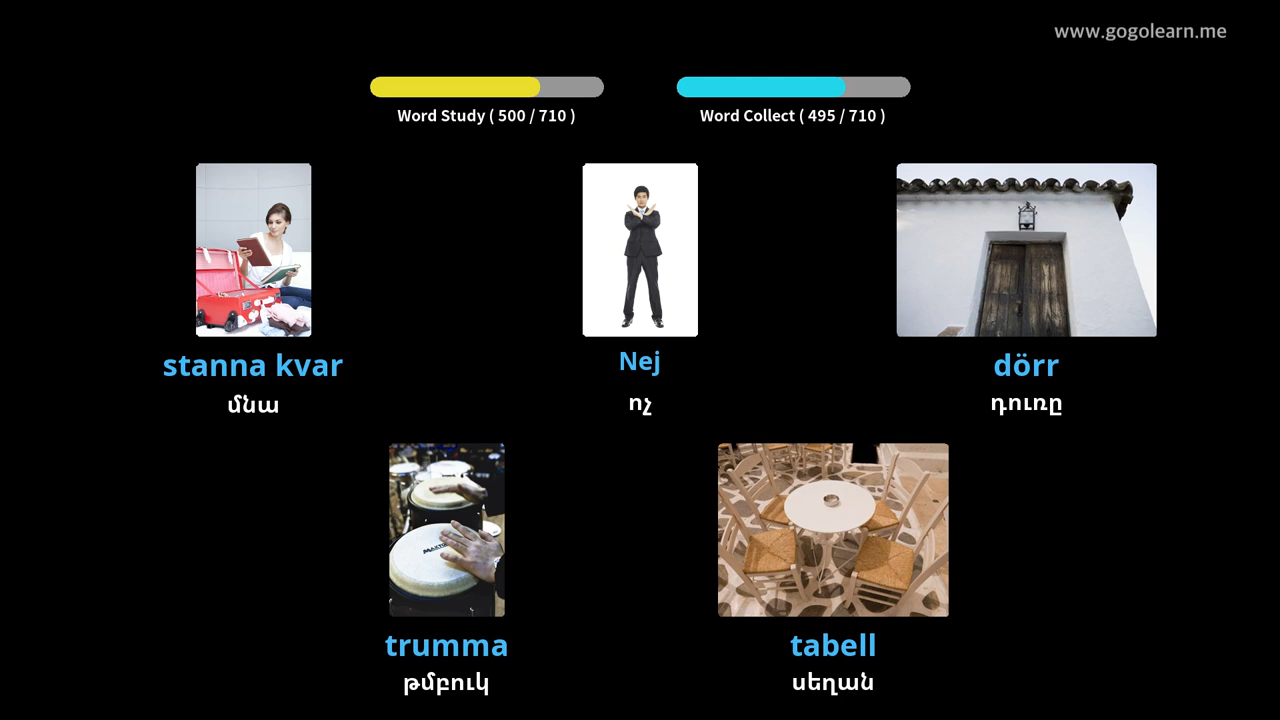 www.gogolearn.me
Word Study ( 500 / 710 )
Word Collect ( 495 / 710 )
stanna kvar
մնա
Nej
ոչ
dörr
դուռը
trumma
թմբուկ
tabell
սեղան